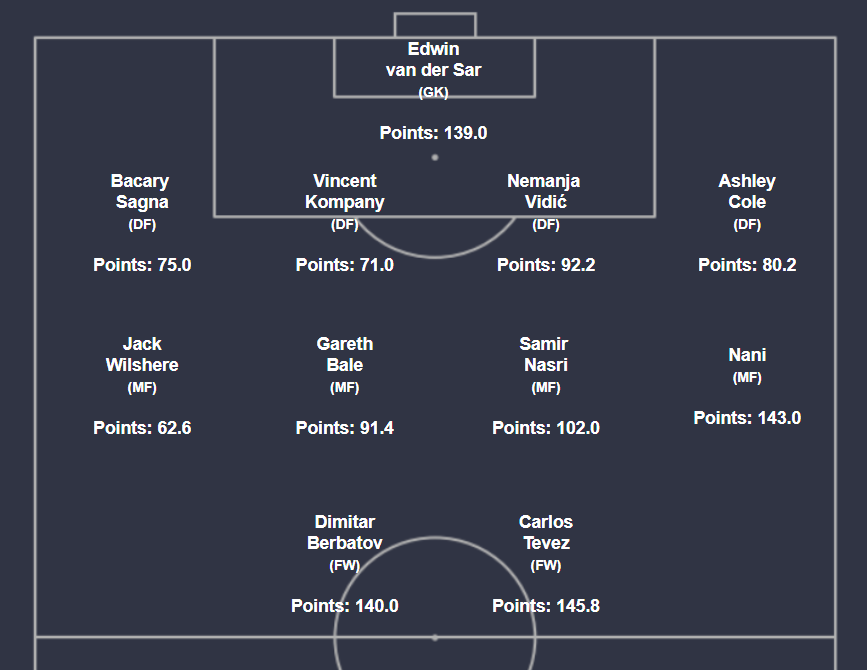 Edwin
van der Sar
(GK)
Points: 139.0
Bacary
Sagna
(DF)
Points: 75.0
Vincent
Kompany
(DF)
Points: 71.0
Nemanja
Vidić
(DF)
Points: 92.2
Ashley
Cole
(DF)
Points: 80.2
Jack
Wilshere
(MF)
Points: 62.6
Gareth
Bale
(MF)
Points: 91.4
Samir
Nasri
(MF)
Points: 102.0
Nani
(MF)
Points: 143.0
Dimitar
Berbatov
(FW)
Points: 140.0
Carlos
Tevez
(FW)
Points: 145.8